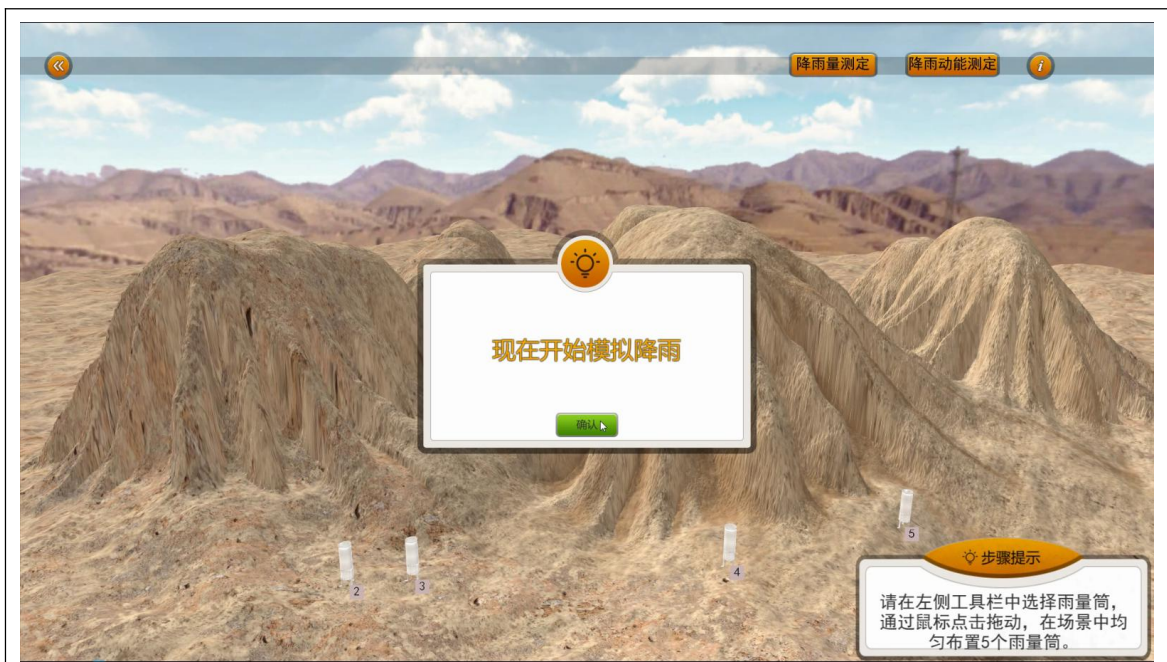 降雨量测定
降雨动能测定
i
现在开始模拟降雨
确认
5
2
3
4
步骤提示
请在左侧工具栏中选择雨量筒，
通过鼠标点击拖动，在场景中均
匀布置5个雨量筒。